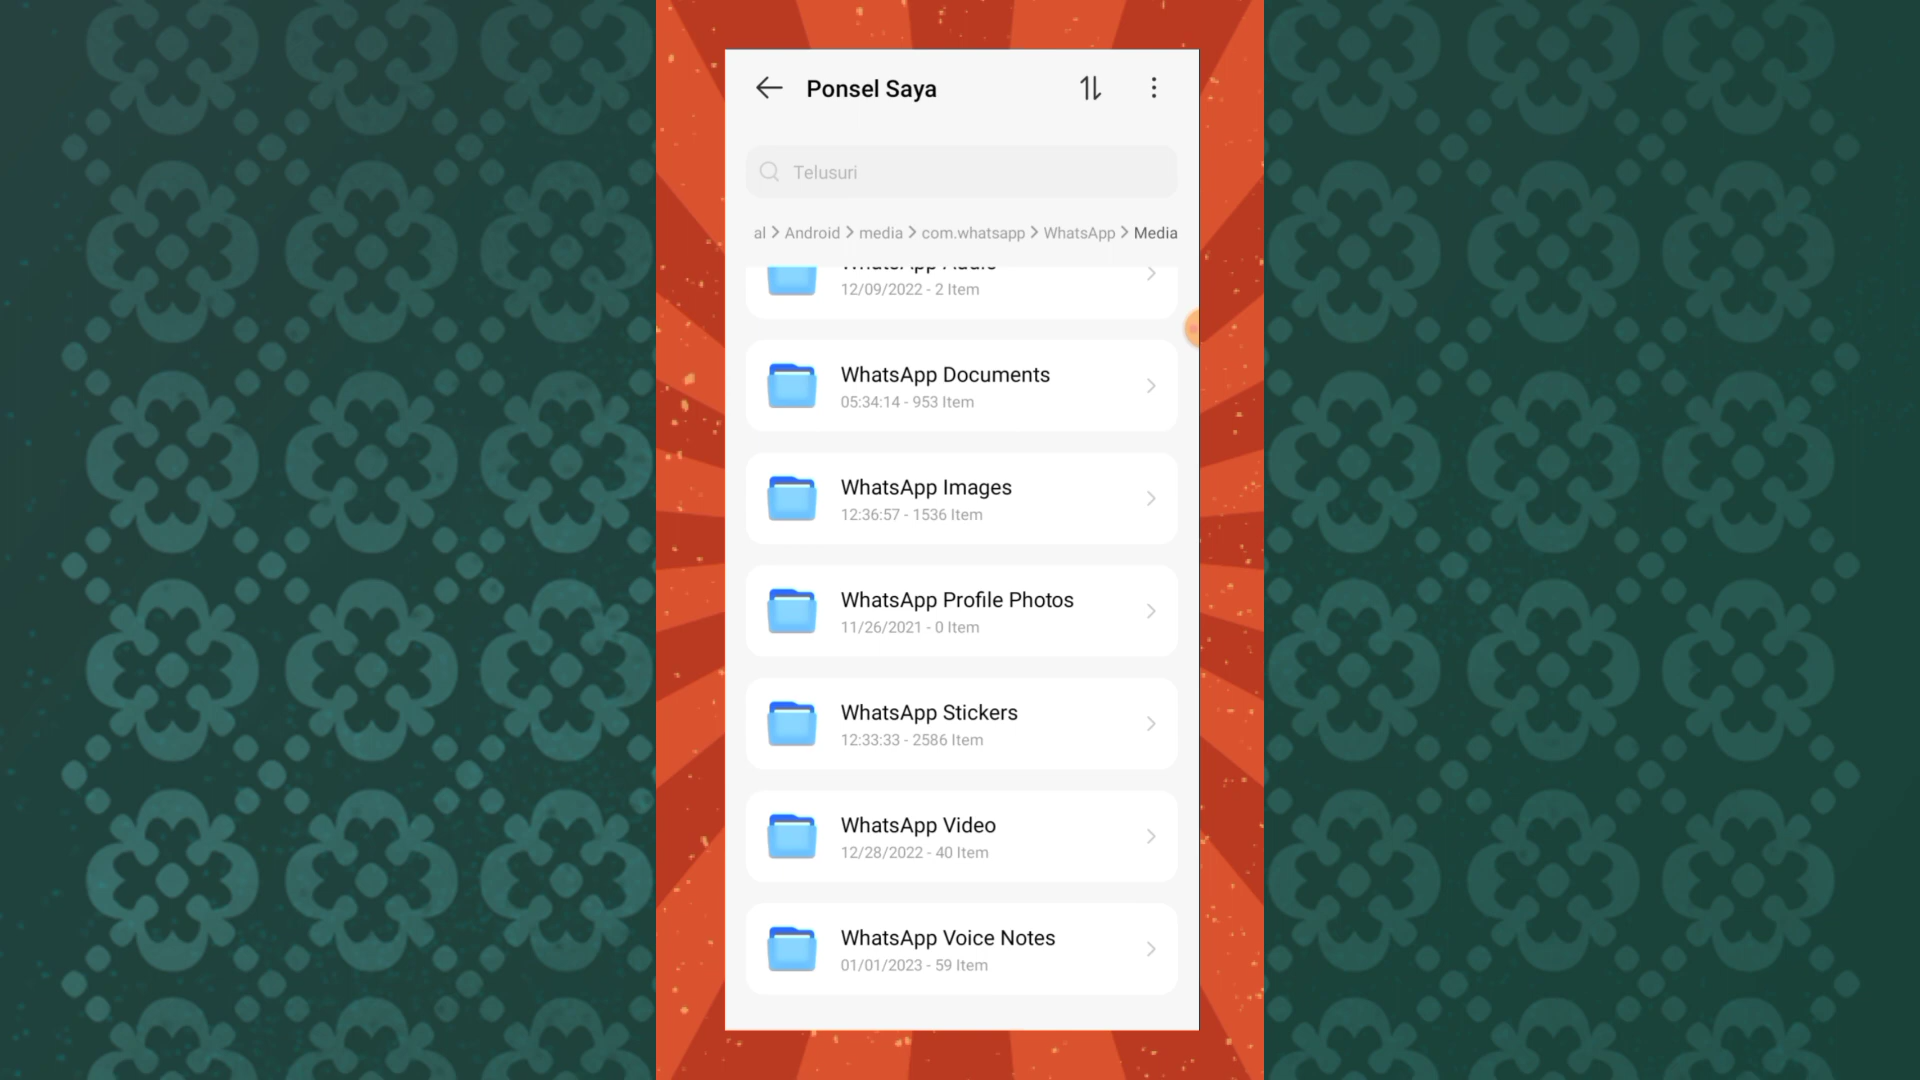 Ponsel Saya
Telusuri
al > Android > media > com.whatsapp > WhatsApp > Media
WhatsApp Audio
12/09/2022 - 2 Item
WhatsApp Documents
05:34:14 - 953 Item
WhatsApp Images
12:36:57 - 1536 Item
WhatsApp Profile Photos
11/26/2021 - 0 Item
WhatsApp Stickers
12:33:33 - 2586 Item
WhatsApp Video
12/28/2022 - 40 Item
WhatsApp Voice Notes
01/01/2023 - 59 Item